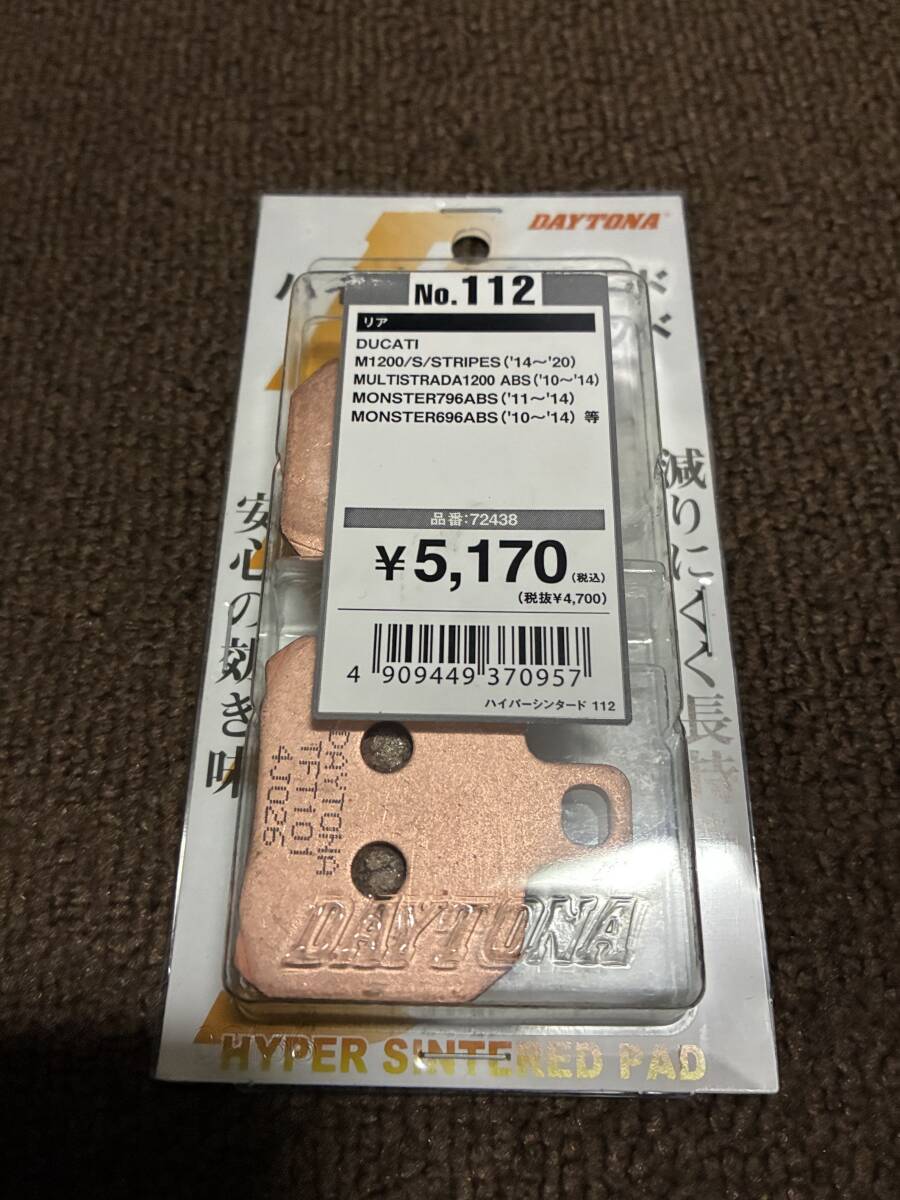 DAYTONA
No.112
リア
DUCATI
M1200/S/STRIPES('14〜'20)
MULTISTRADA1200 ABS('10〜'14)
MONSTER796ABS('11〜'14)
MONSTER696ABS('10〜'14) 等
品番:72438
¥5,170(税込)
(税抜¥4,700)
4 909449 370957
ハイパーシンタード 112
減りにくく長持
安心の効き味
DAYTONA
TFT101
4J026
DAYTONA
HYPER SINTERED PAD